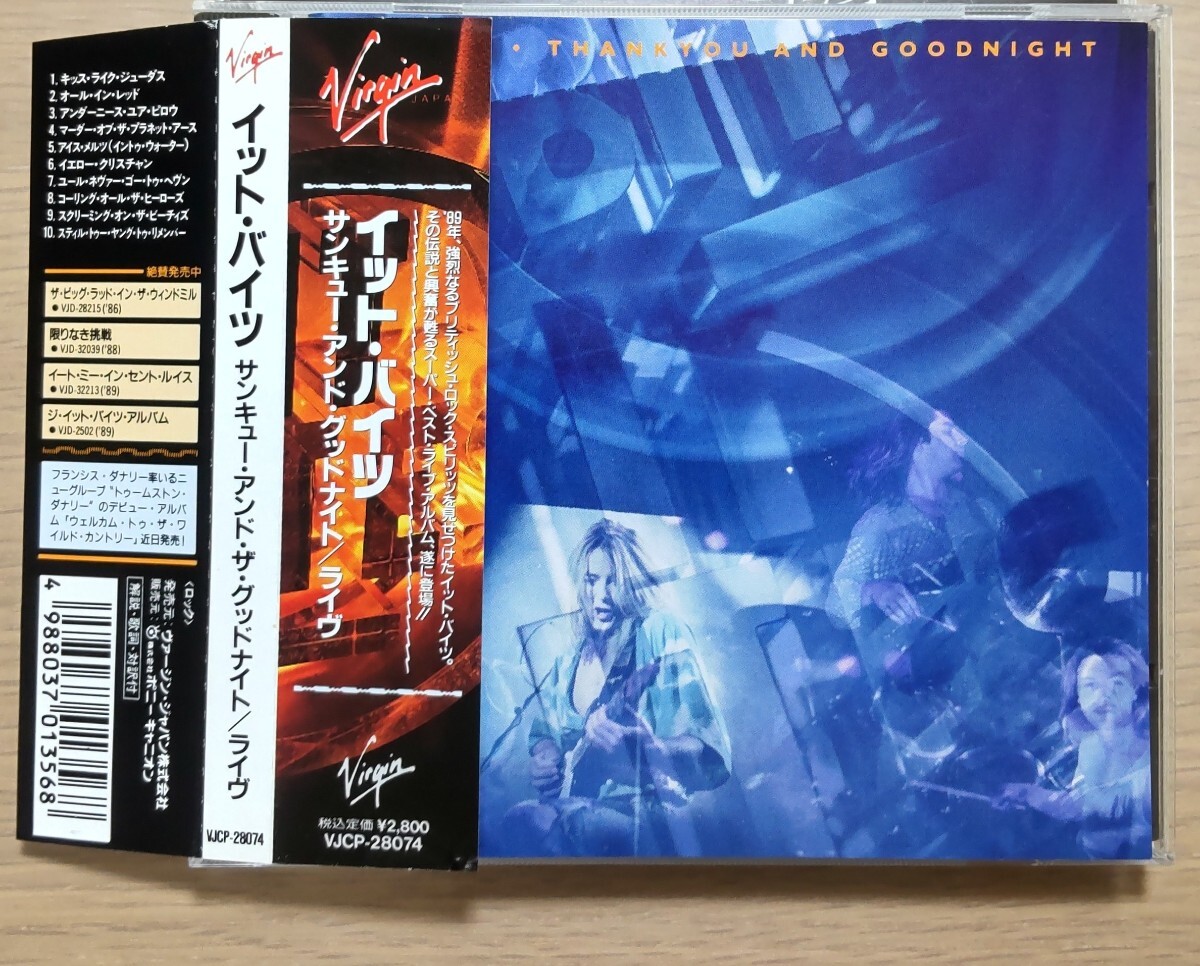 1. キッス・ライク・ジューダス
2. オール・イン・レッド
3. アンダーニース・ユア・ピロウ
4. マーダー・オブ・ザ・プラネット・アース
5. アイス・メルツ(イントゥ・ウォーター)
6. イエロー・クリスチャン
7. ユール・ネヴァー・ゴー・トゥ・ヘヴン
8. コーリング・オール・ザ・ヒーローズ
9. スクリーミング・オン・ザ・ビーチィズ
10. スティル・トゥー・ヤング・トゥ・リメンバー
絶賛発売中
ザ・ビッグ・ラッド・イン・ザ・ウィンドミル
● VJD-28215('86)
限りなき挑戦
● VJD-32039('88)
イート・ミー・イン・セント・ルイス
● VJD-32213('89)
ジ・イット・バイツ・アルバム
● VJD-2502('89)
フランシス・ダナリー率いるニ
ューグループ“トゥームストン・
ダナリー”のデビュー・アルバ
ム「ウェルカム・トゥ・ザ・ワ
イルド・カントリー」近日発売!
4 988037 013568
〈ロック〉
発売元:ヴァージン・ジャパン株式会社
販売元:株式会社ポニーキャニオン
解説・歌詞・対訳付
Virgin
イット・バイツ サンキュー・アンド・ザ・グッドナイト/ライヴ
VJCP-28074
Virgin
JAPAN
'89年、強烈なるブリティッシュ・ロック・スピリッツを見せつけたイット・バイツ。
その伝説と興奮が甦るスーパー・ベスト・ライブ・アルバム、遂に登場!!
イット・バイツ
サンキュー・アンド・グッドナイト/ライヴ
Virgin
税込定価 ¥2,800
VJCP-28074
• THANKYOU AND GOODNIGHT